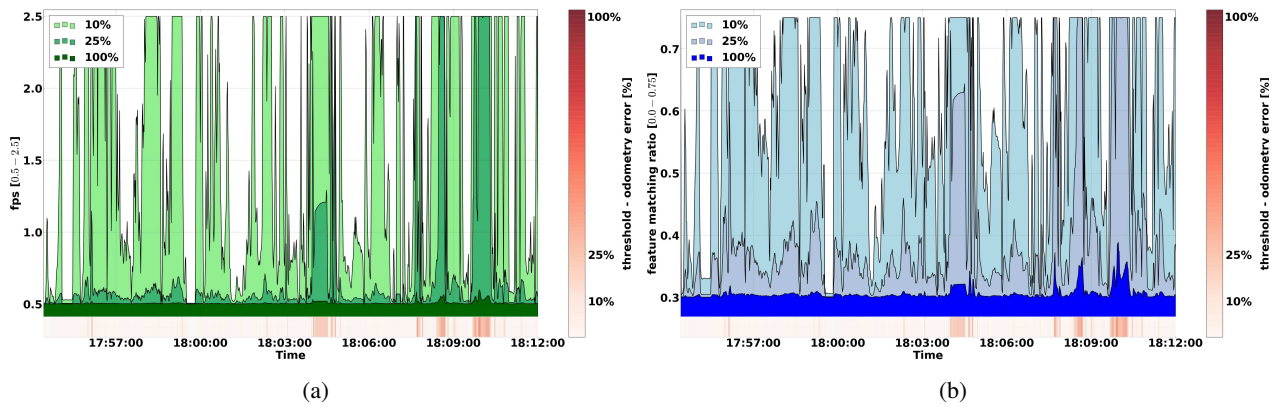 2.5
2.0
1.5
1.0
0.5
fps [0.5 − 2.5]
10%
25%
100%
17:57:00 18:00:00 18:03:00 18:06:00 18:09:00 18:12:00
Time
100%
25%
10%
threshold - odometry error [%]
(a)
0.7
0.6
0.5
0.4
0.3
feature matching ratio [0.0 − 0.75]
10%
25%
100%
17:57:00 18:00:00 18:03:00 18:06:00 18:09:00 18:12:00
Time
100%
25%
10%
threshold - odometry error [%]
(b)